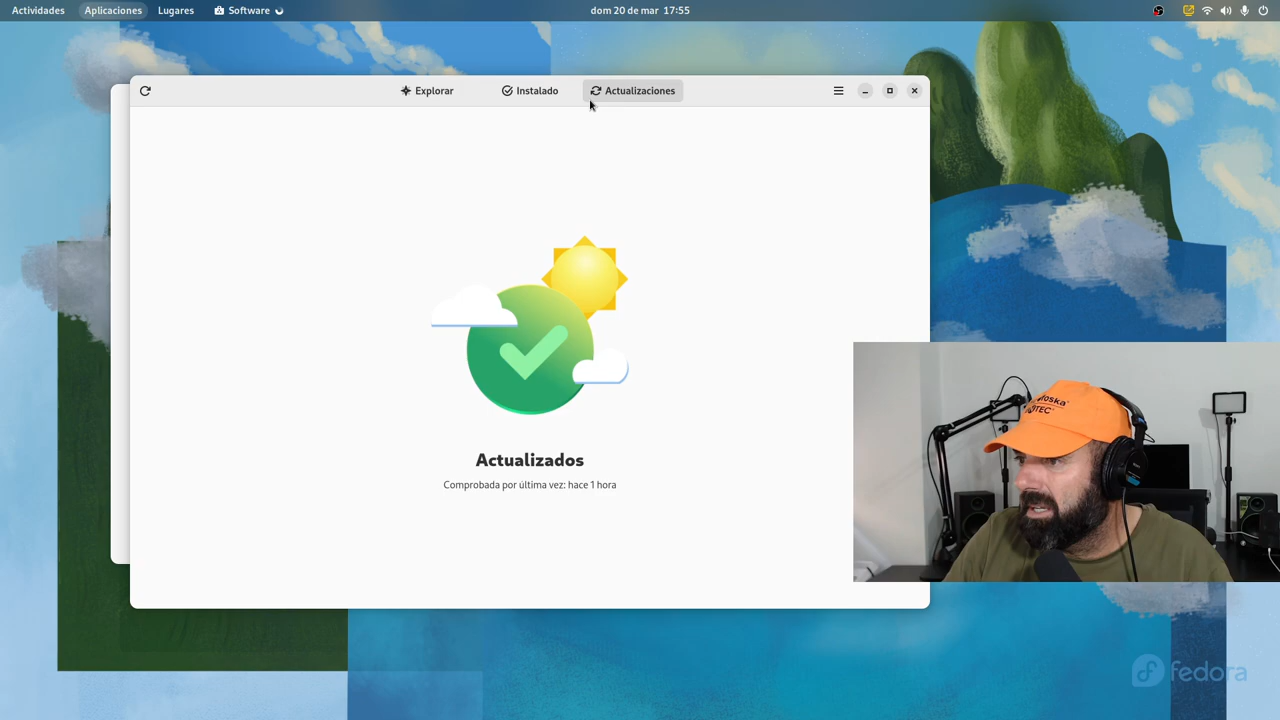 Actividades Aplicaciones Lugares Software dom 20 de mar 17:55
Explorar Instalado Actualizaciones
Actualizados
Comprobada por última vez: hace 1 hora
TEC
fedora